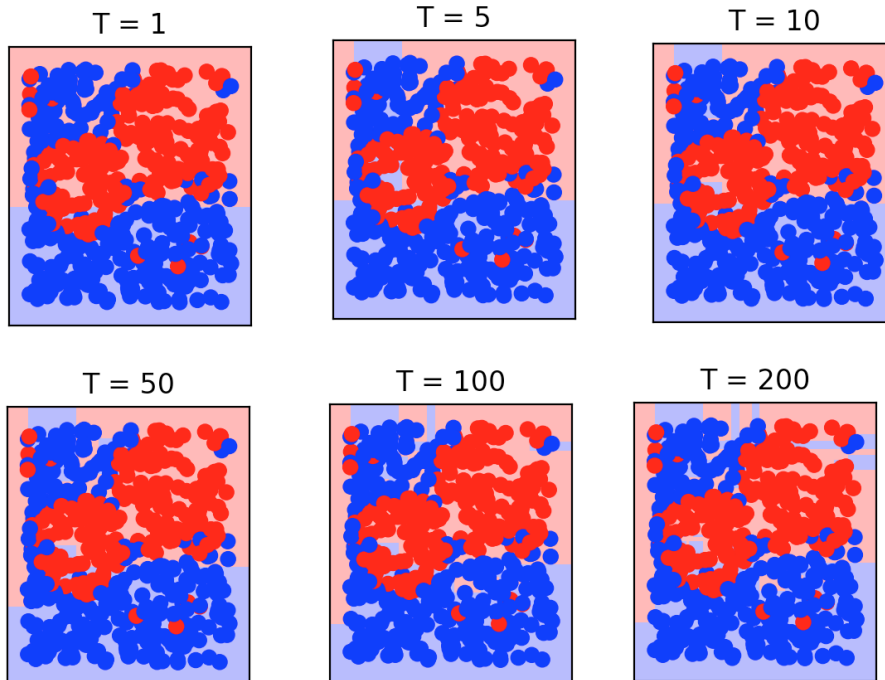 T = 1
T = 5
T = 10
T = 50
T = 100
T = 200